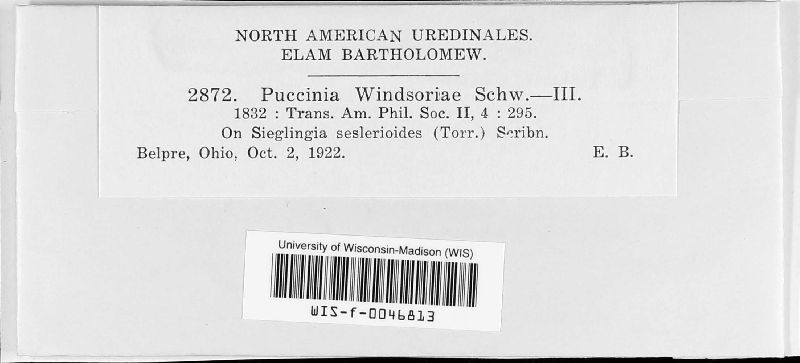 NORTH AMERICAN UREDINALES.
ELAM BARTHOLOMEW.
2872. Puccinia Windsoriae Schw.—III.
1832 : Trans. Am. Phil. Soc. II, 4 : 295.
On Sieglingia seslerioides (Torr.) Scribn.
Belpre, Ohio, Oct. 2, 1922. E. B.
University of Wisconsin-Madison (WIS)
WIS-f-0046813